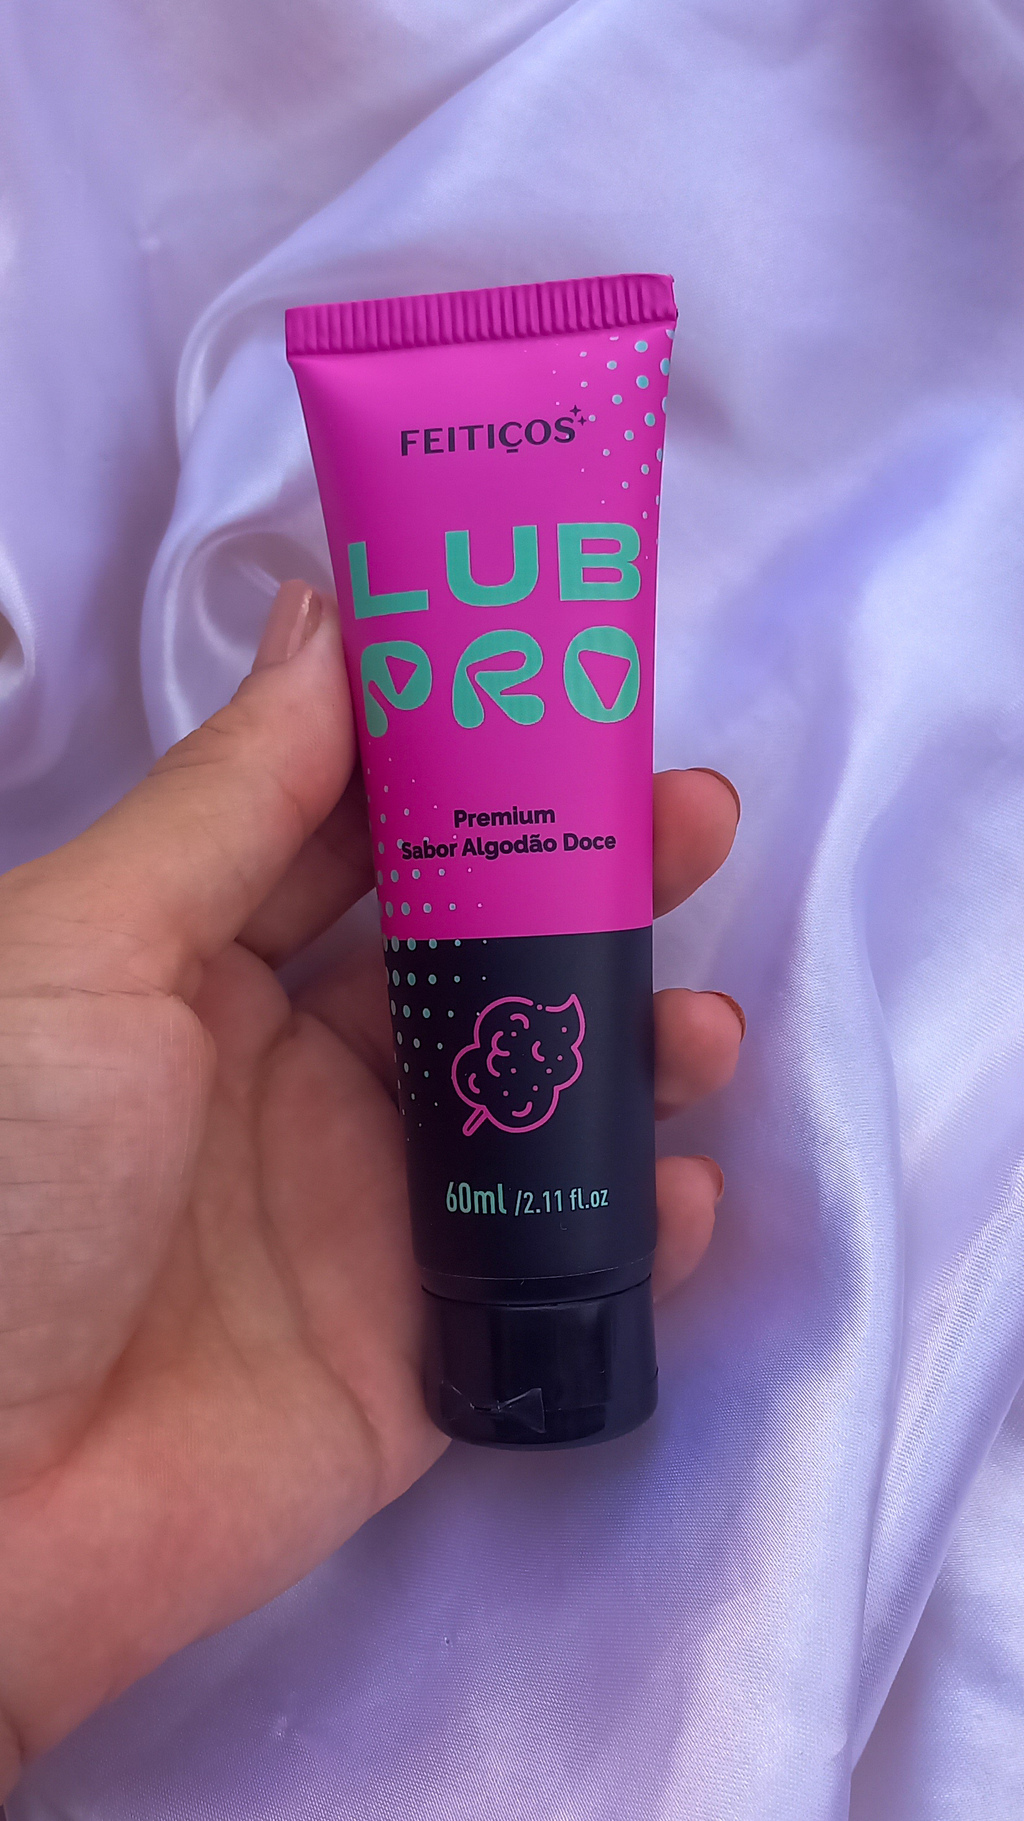 FEITIÇOS
LUB
PRO
Premium
Sabor Algodão Doce
60ml /2.11 fl.oz